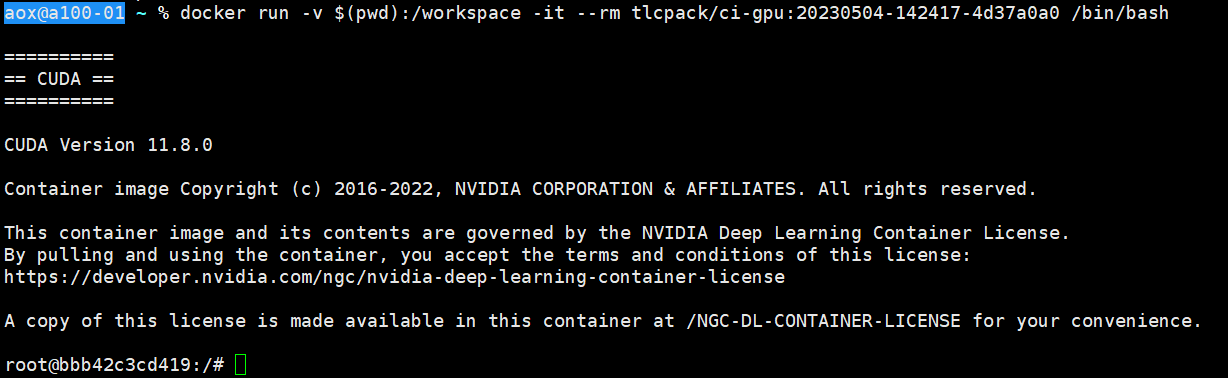 aox@a100-01 ~ % docker run -v $(pwd):/workspace -it --rm tlcpack/ci-gpu:20230504-142417-4d37a0a0 /bin/bash
==========
== CUDA ==
==========
CUDA Version 11.8.0
Container image Copyright (c) 2016-2022, NVIDIA CORPORATION & AFFILIATES. All rights reserved.
This container image and its contents are governed by the NVIDIA Deep Learning Container License.
By pulling and using the container, you accept the terms and conditions of this license:
https://developer.nvidia.com/ngc/nvidia-deep-learning-container-license
A copy of this license is made available in this container at /NGC-DL-CONTAINER-LICENSE for your convenience.
root@bbb42c3cd419:/#